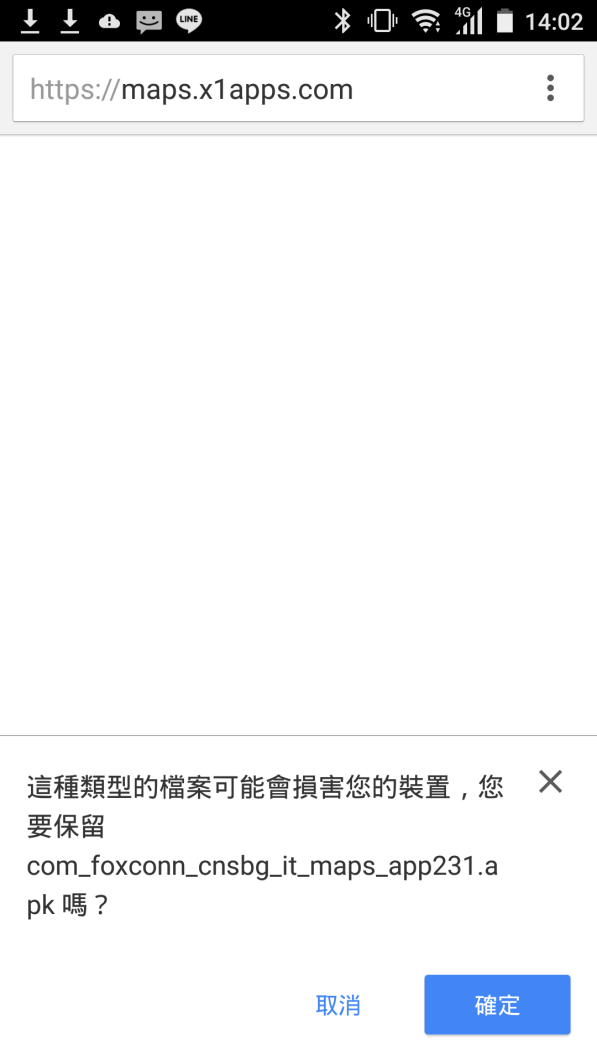 LINE
4G
14:02
https://maps.x1apps.com
這種類型的檔案可能會損害您的裝置，您
要保留
com_foxconn_cnsbg_it_maps_app231.a
pk 嗎？
取消
確定